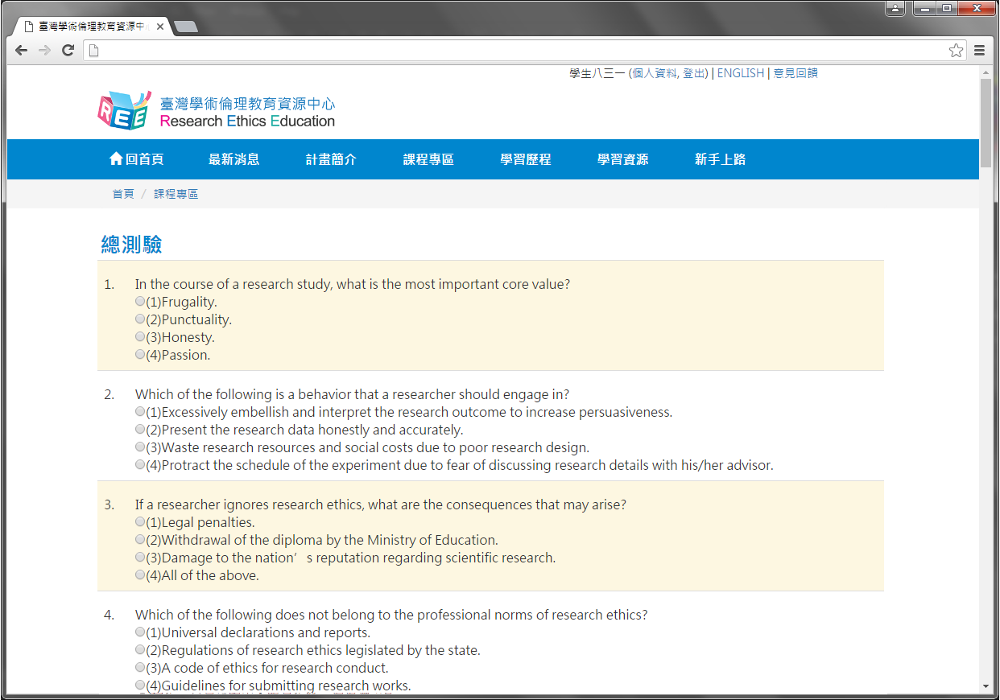 臺灣學術倫理教育資源中
學生八三一 (個人資料, 登出) | ENGLISH | 意見回饋
REE
臺灣學術倫理教育資源中心
Research Ethics Education
回首頁 最新消息 計畫簡介 課程專區 學習歷程 學習資源 新手上路
首頁 / 課程專區
總測驗
1. In the course of a research study, what is the most important core value?
(1)Frugality.
(2)Punctuality.
(3)Honesty.
(4)Passion.
2. Which of the following is a behavior that a researcher should engage in?
(1)Excessively embellish and interpret the research outcome to increase persuasiveness.
(2)Present the research data honestly and accurately.
(3)Waste research resources and social costs due to poor research design.
(4)Protract the schedule of the experiment due to fear of discussing research details with his/her advisor.
3. If a researcher ignores research ethics, what are the consequences that may arise?
(1)Legal penalties.
(2)Withdrawal of the diploma by the Ministry of Education.
(3)Damage to the nation’s reputation regarding scientific research.
(4)All of the above.
4. Which of the following does not belong to the professional norms of research ethics?
(1)Universal declarations and reports.
(2)Regulations of research ethics legislated by the state.
(3)A code of ethics for research conduct.
(4)Guidelines for submitting research works.